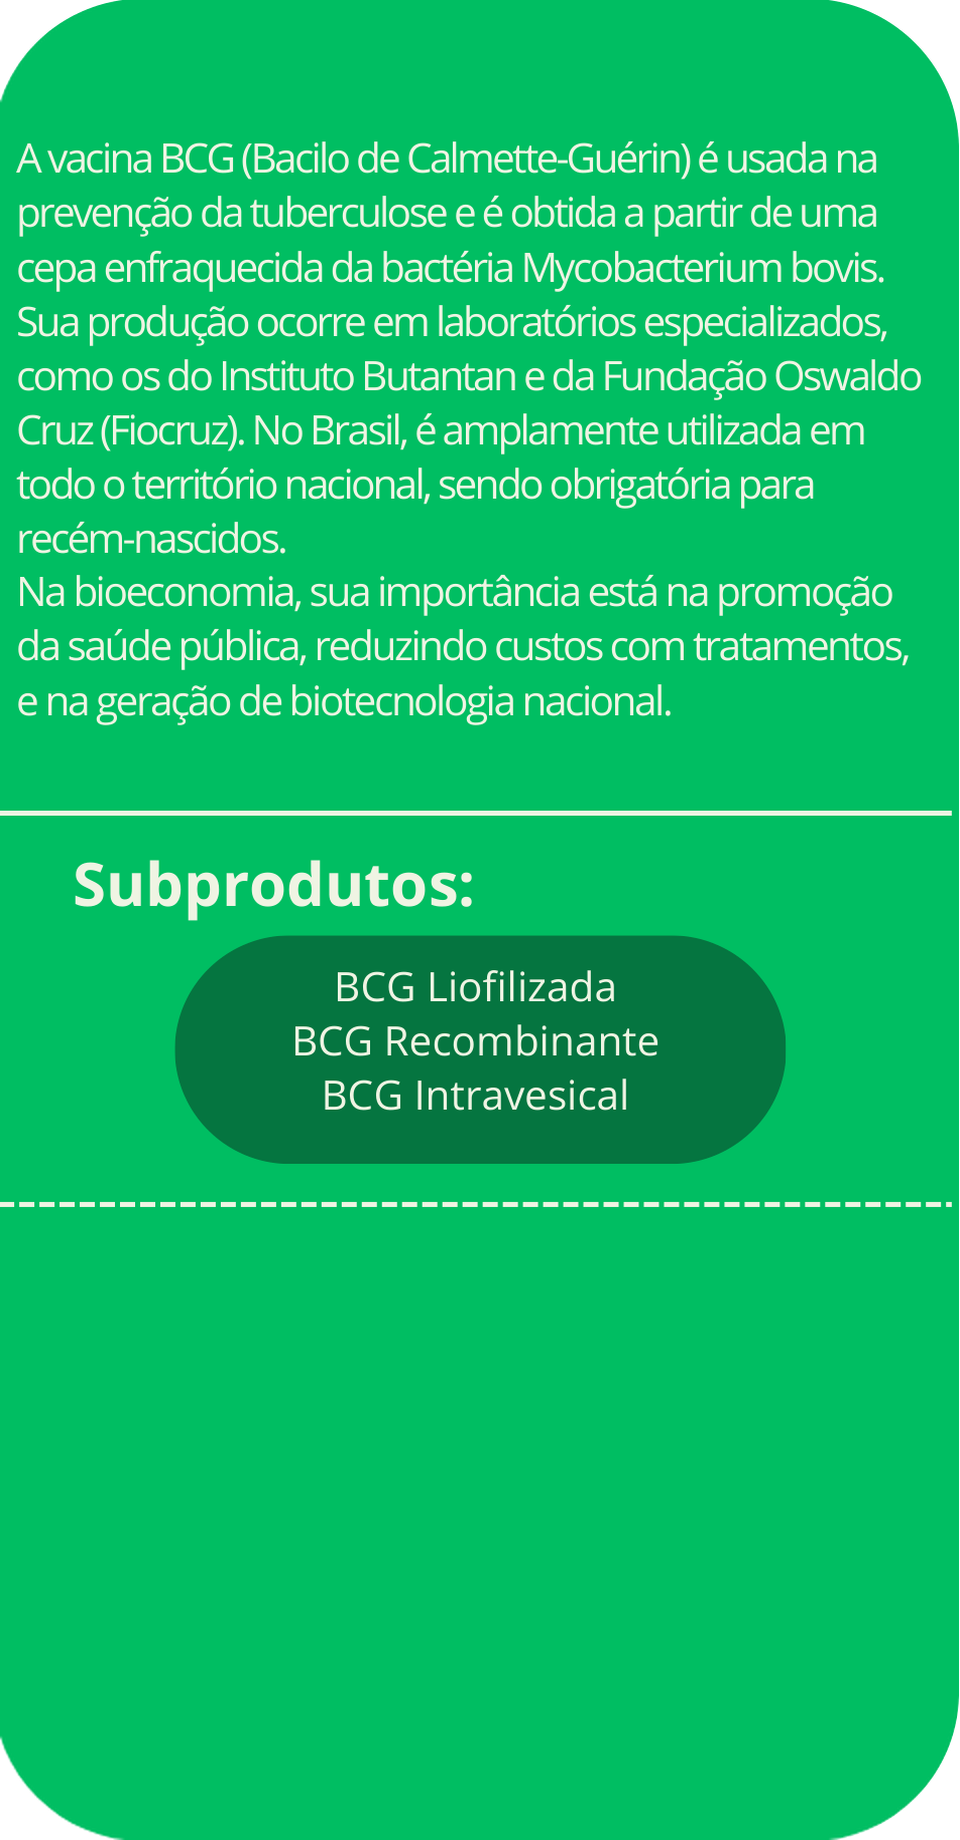 A vacina BCG (Bacilo de Calmette-Guérin) é usada na
prevenção da tuberculose e é obtida a partir de uma
cepa enfraquecida da bactéria Mycobacterium bovis.
Sua produção ocorre em laboratórios especializados,
como os do Instituto Butantan e da Fundação Oswaldo
Cruz (Fiocruz). No Brasil, é amplamente utilizada em
todo o território nacional, sendo obrigatória para
recém-nascidos.
Na bioeconomia, sua importância está na promoção
da saúde pública, reduzindo custos com tratamentos,
e na geração de biotecnologia nacional.
Subprodutos:
BCG Liofilizada
BCG Recombinante
BCG Intravesical